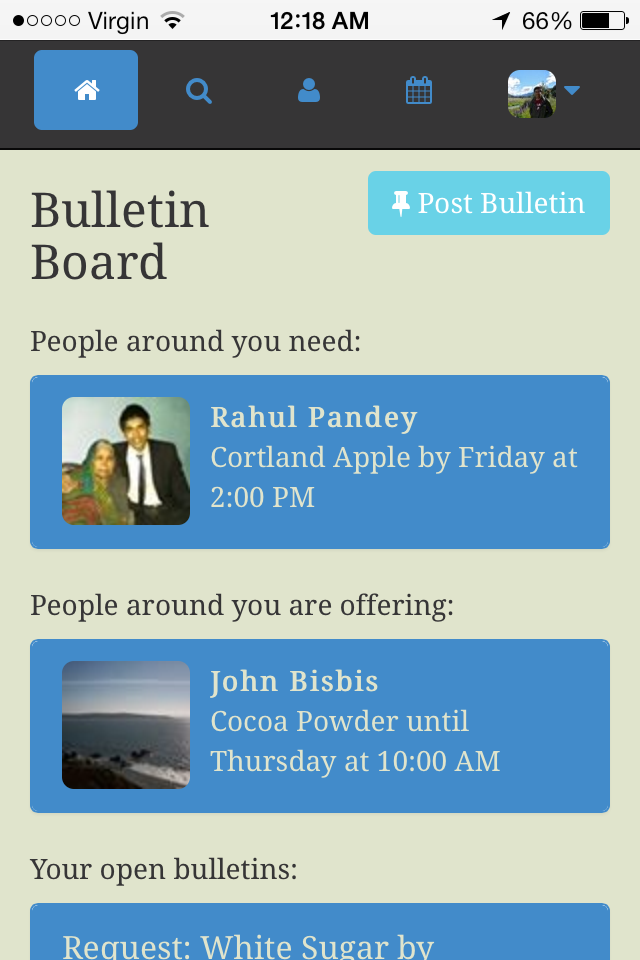 Virgin 12:18 AM 66%
Bulletin
Board
Post Bulletin
People around you need:
Rahul Pandey
Cortland Apple by Friday at
2:00 PM
People around you are offering:
John Bisbis
Cocoa Powder until
Thursday at 10:00 AM
Your open bulletins:
Request: White Sugar by